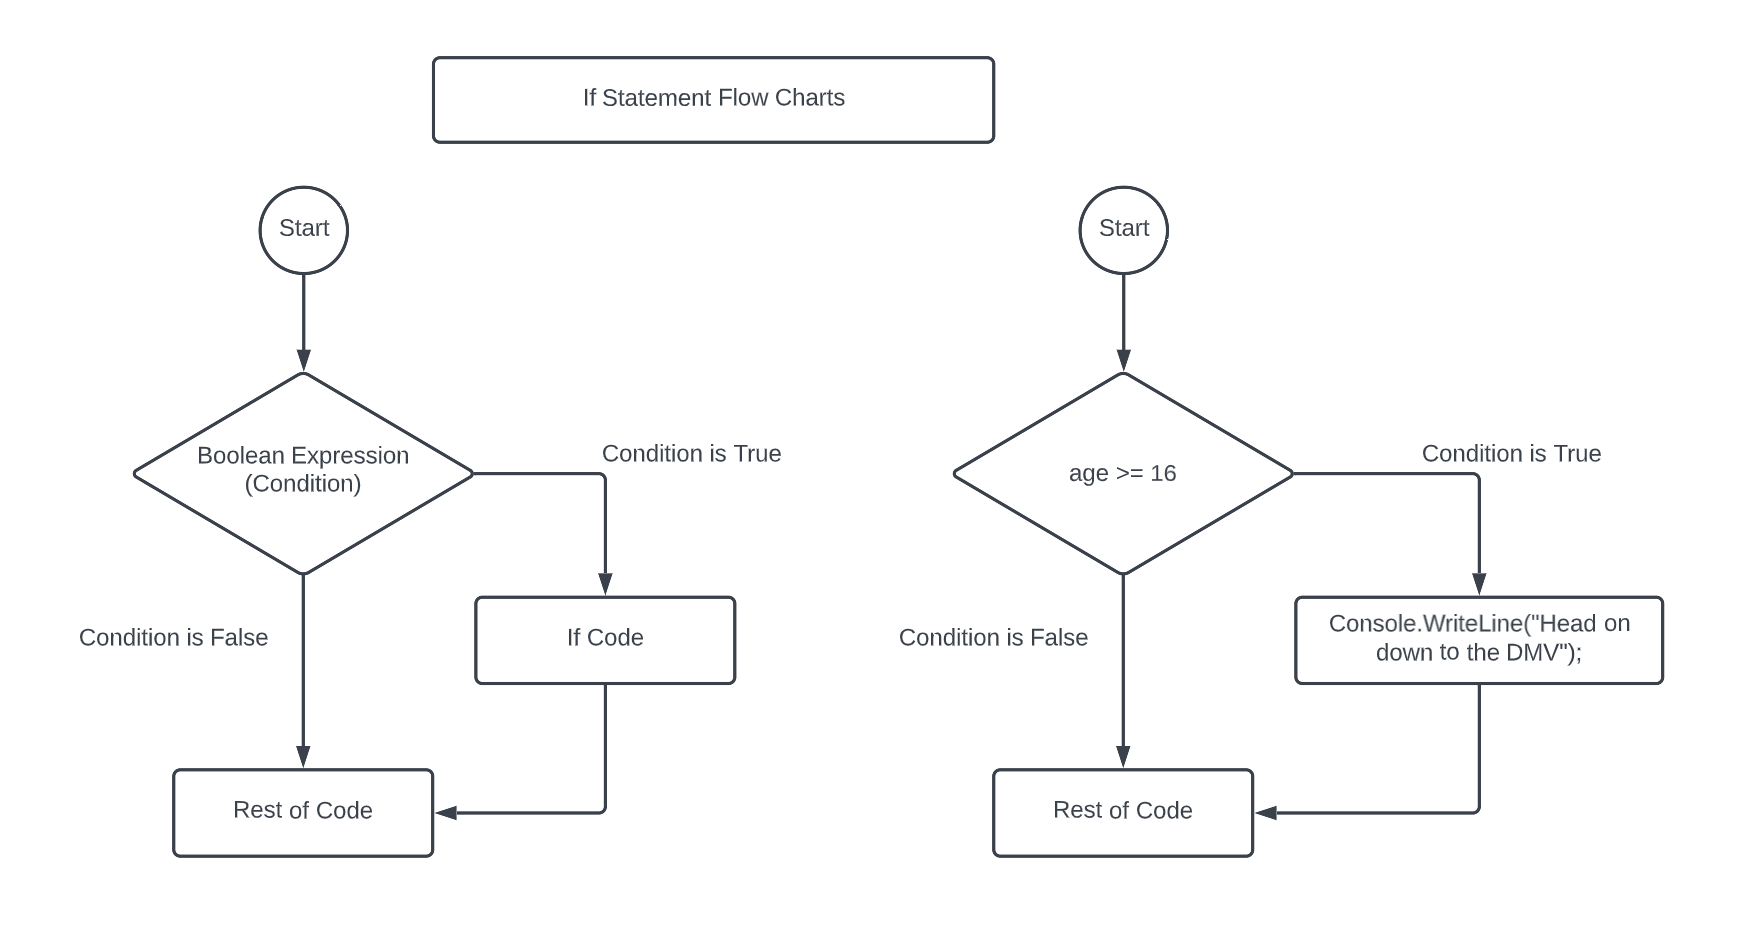 If Statement Flow Charts
Start
Boolean Expression
(Condition)
Condition is True
Condition is False
If Code
Rest of Code
Start
age >= 16
Condition is True
Condition is False
Console.WriteLine("Head on
down to the DMV");
Rest of Code